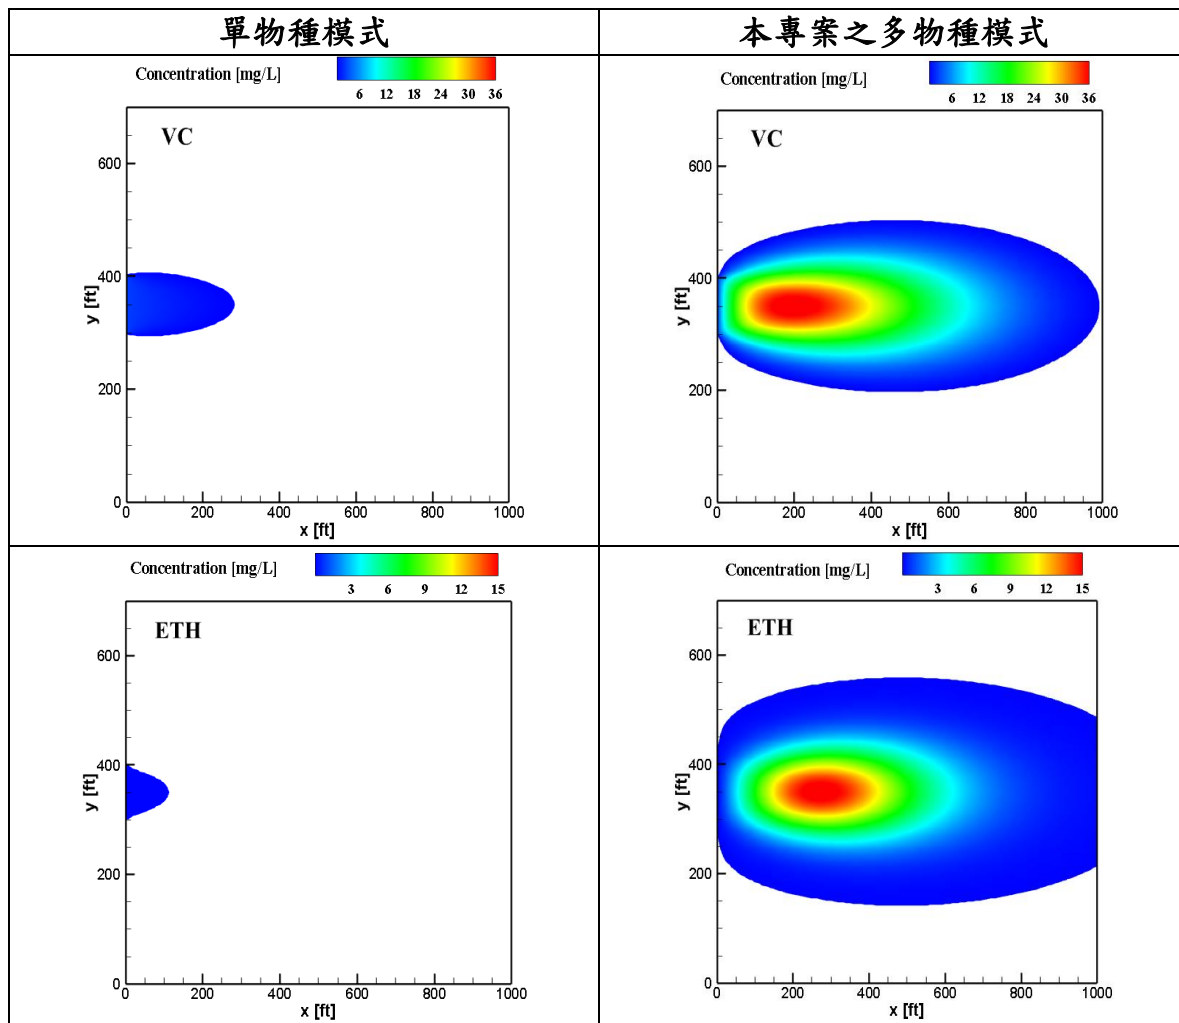 單物種模式
本專案之多物種模式
Concentration [mg/L]
6 12 18 24 30 36
VC
600
400
200
0
y [ft]
0 200 400 600 800 1000
x [ft]
Concentration [mg/L]
6 12 18 24 30 36
VC
600
400
200
0
y [ft]
0 200 400 600 800 1000
x [ft]
Concentration [mg/L]
3 6 9 12 15
ETH
600
400
200
0
y [ft]
0 200 400 600 800 1000
x [ft]
Concentration [mg/L]
3 6 9 12 15
ETH
600
400
200
0
y [ft]
0 200 400 600 800 1000
x [ft]